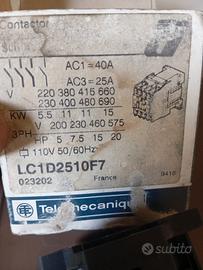 Contactor
AC1=40A
AC3=25A
V 220 380 415 660
230 400 480 690
KW 5.5 11 11 15
3PH V 200 230 460 575
HP 5 7.5 15 20
110V 50/60Hz
LC1D2510F7
023202 France 9410
Telemecanique
subito